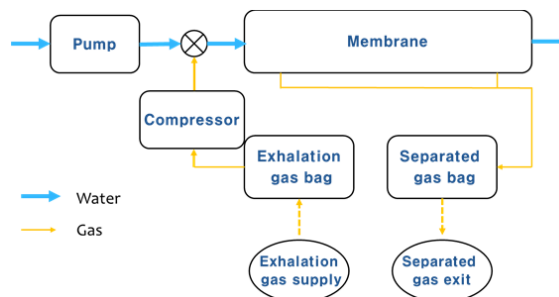 Pump
Membrane
Compressor
Exhalation
gas bag
Separated
gas bag
Water
Gas
Exhalation
gas supply
Separated
gas exit